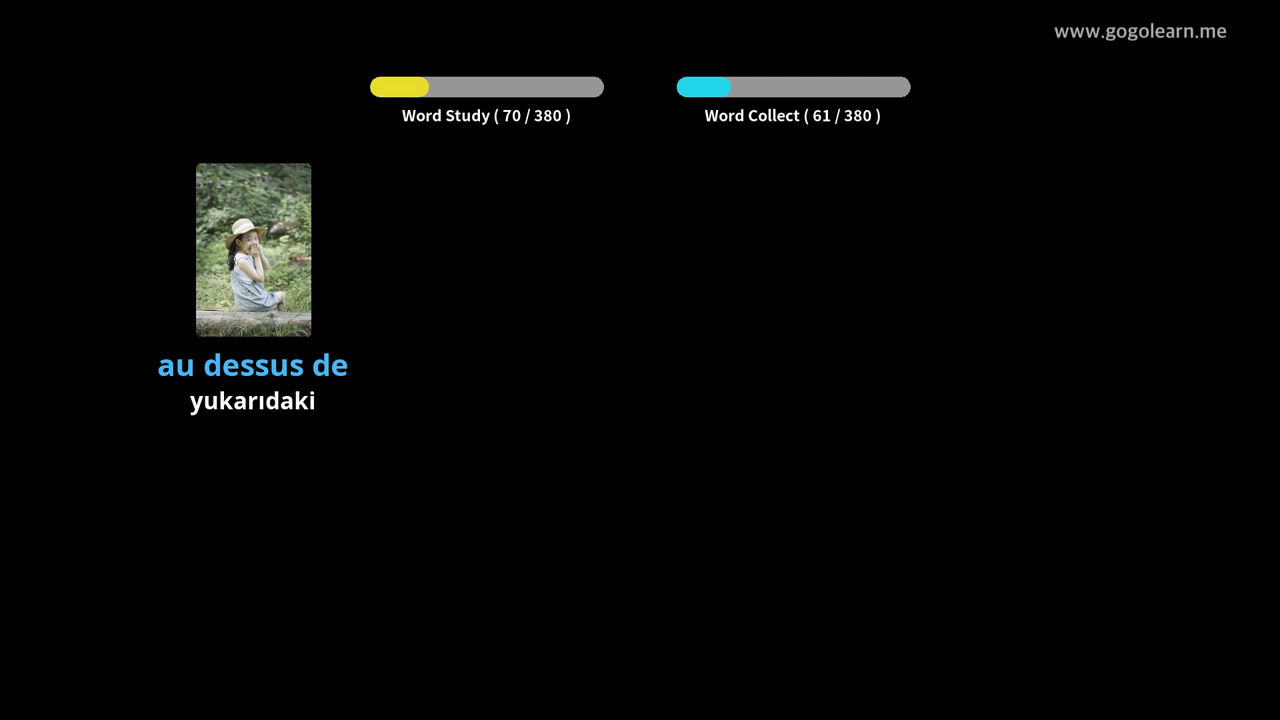 www.gogolearn.me
Word Study ( 70 / 380 )
Word Collect ( 61 / 380 )
au dessus de
yukarıdaki